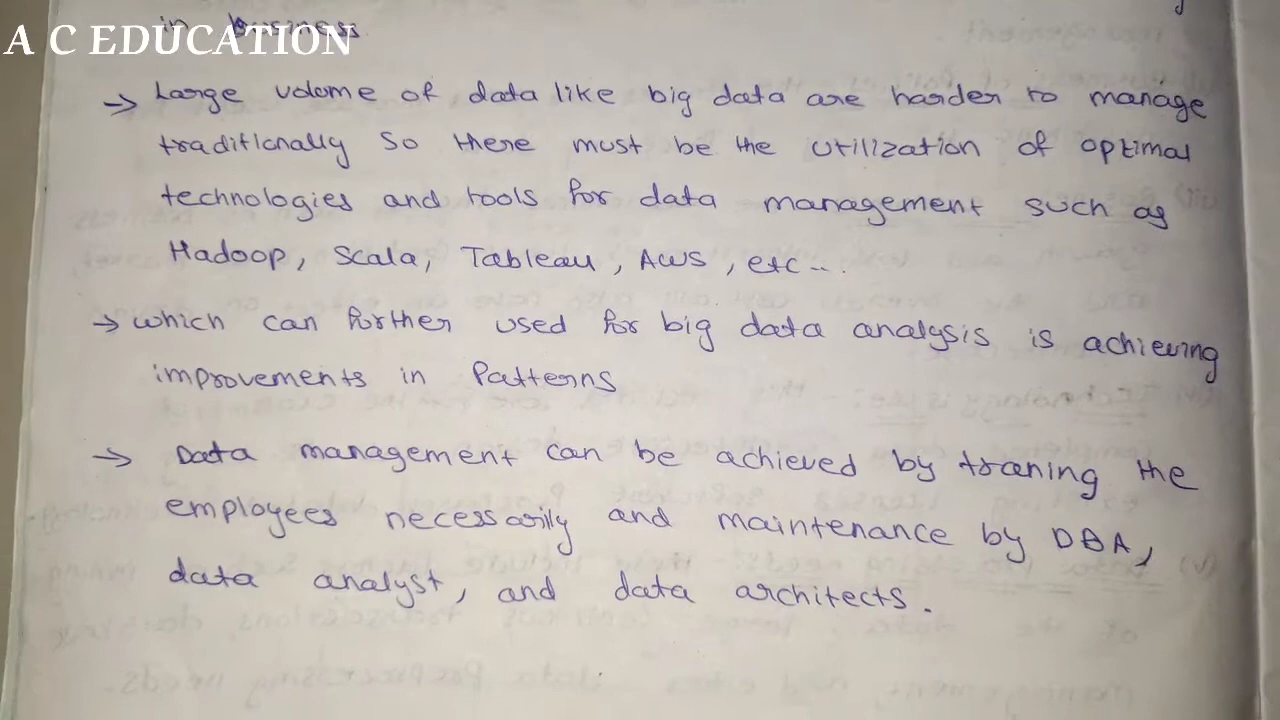 in business.
A C EDUCATION
→ Large volume of data like big data are harder to manage
traditionally so there must be the utilization of optimal
technologies and tools for data management such as
Hadoop, Scala, Tableau, AWS, etc...
→ which can further used for big data analysis is achieving
improvements in Patterns
→ Data management can be achieved by traning the
employees necessarily and maintenance by DBA,
data analyst, and data architects.